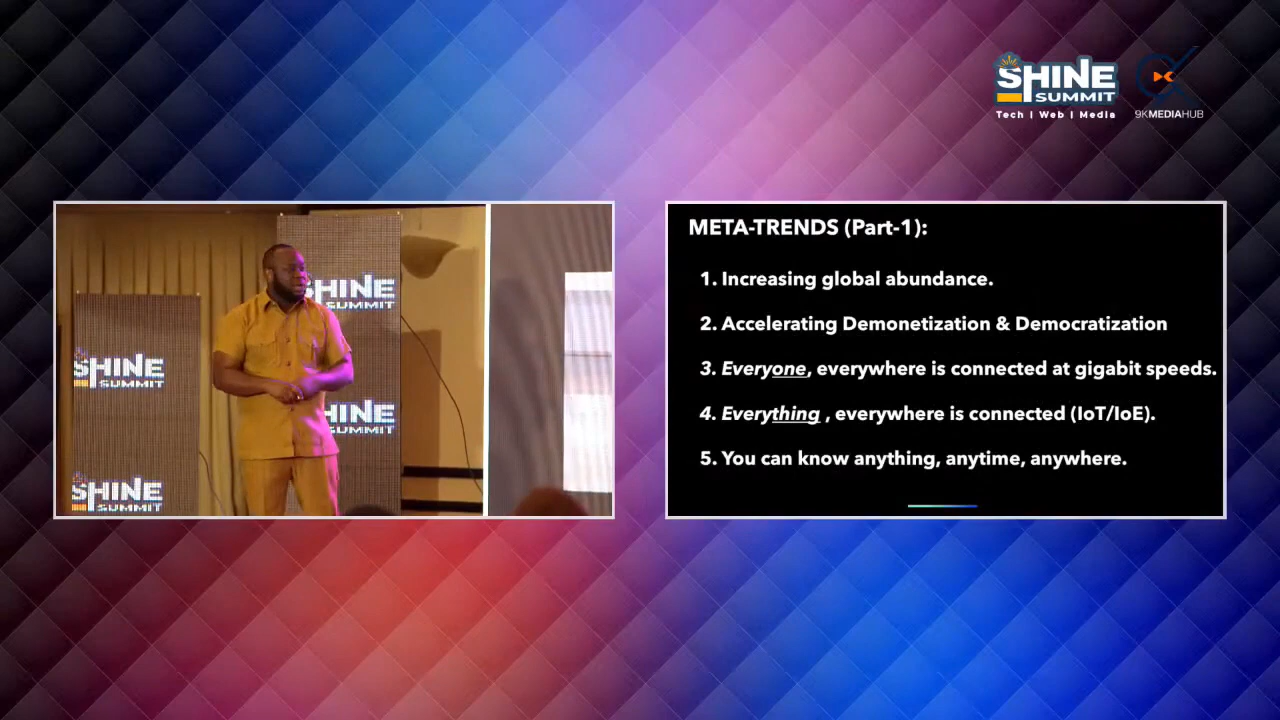 SHINE
SUMMIT
Tech | Web | Media
9KMEDIAHUB
SHINE
SUMMIT
SHINE
SUMMIT
SHINE
SUMMIT
SHINE
SUMMIT
META-TRENDS (Part-1):
1. Increasing global abundance.
2. Accelerating Demonetization & Democratization
3. Everyone, everywhere is connected at gigabit speeds.
4. Everything , everywhere is connected (IoT/IoE).
5. You can know anything, anytime, anywhere.